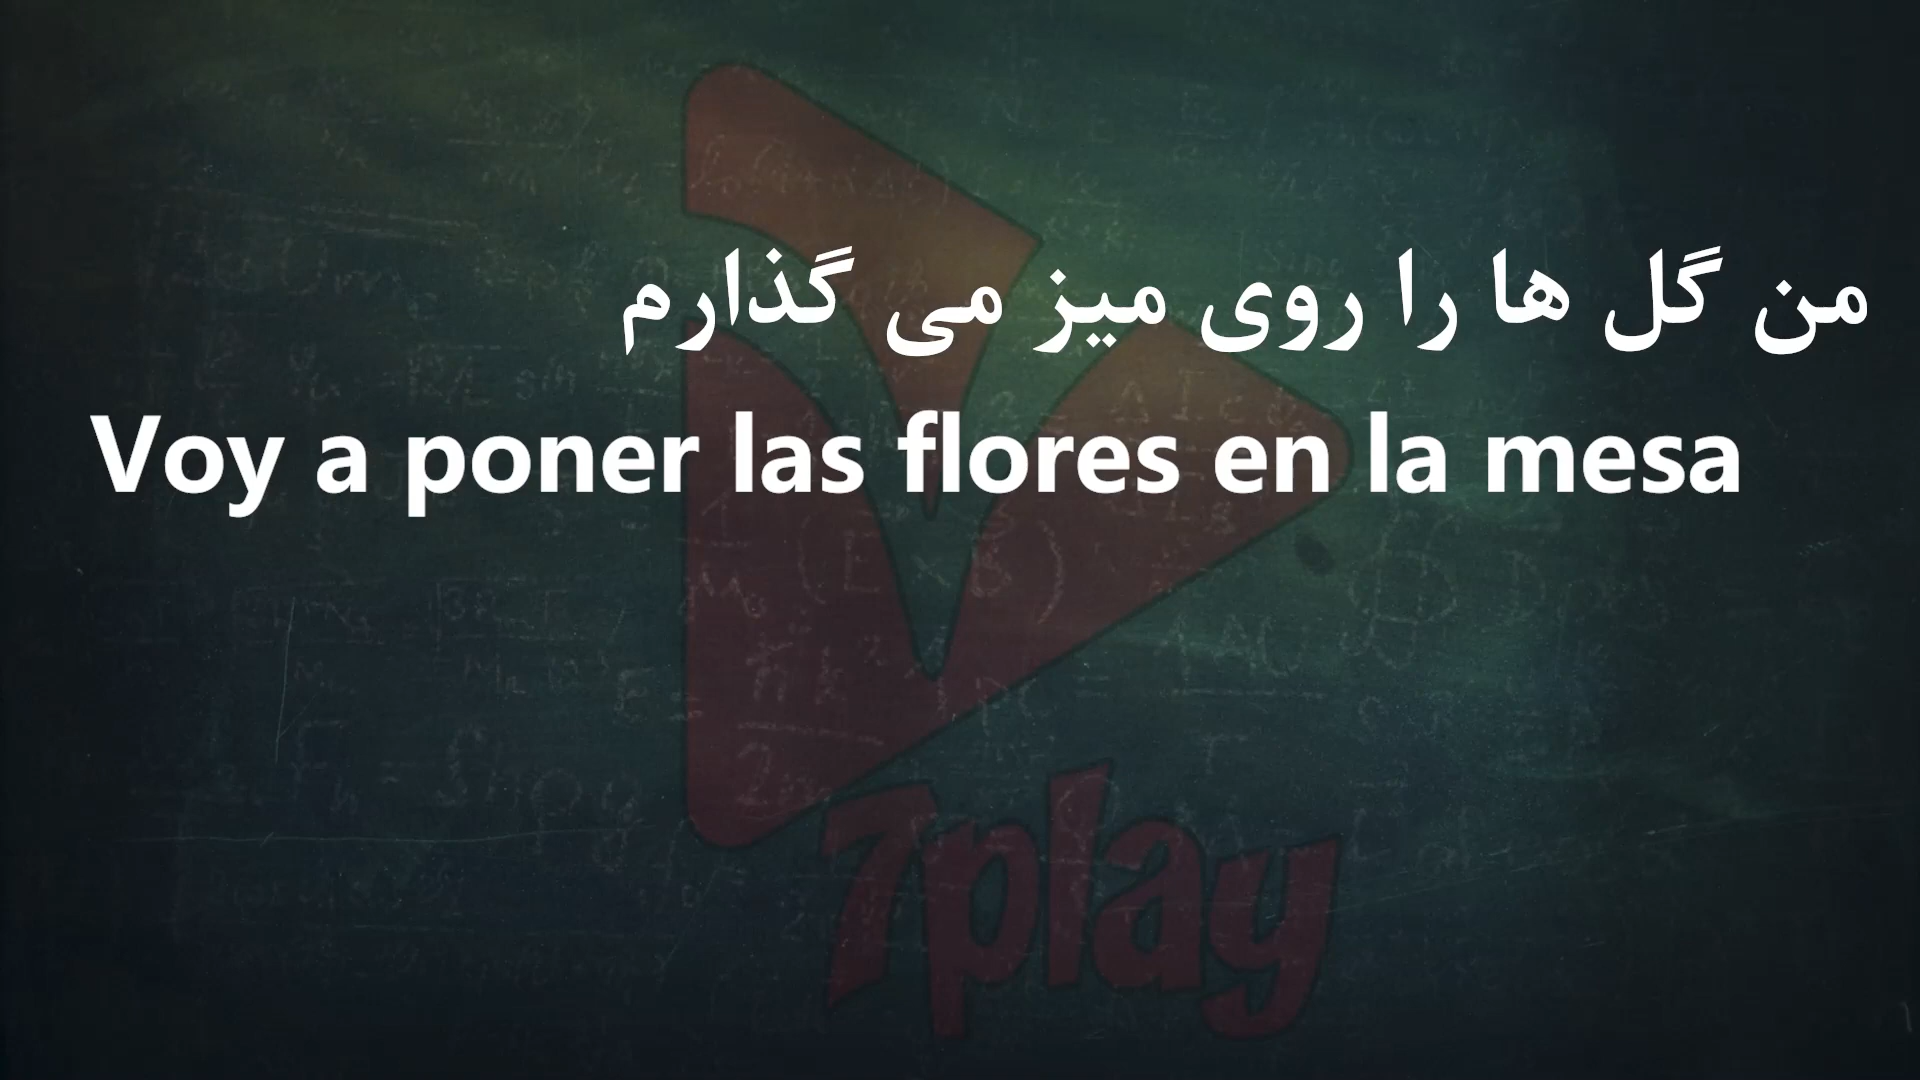 من گل ها را روی میز می گذارم
Voy a poner las flores en la mesa
7play